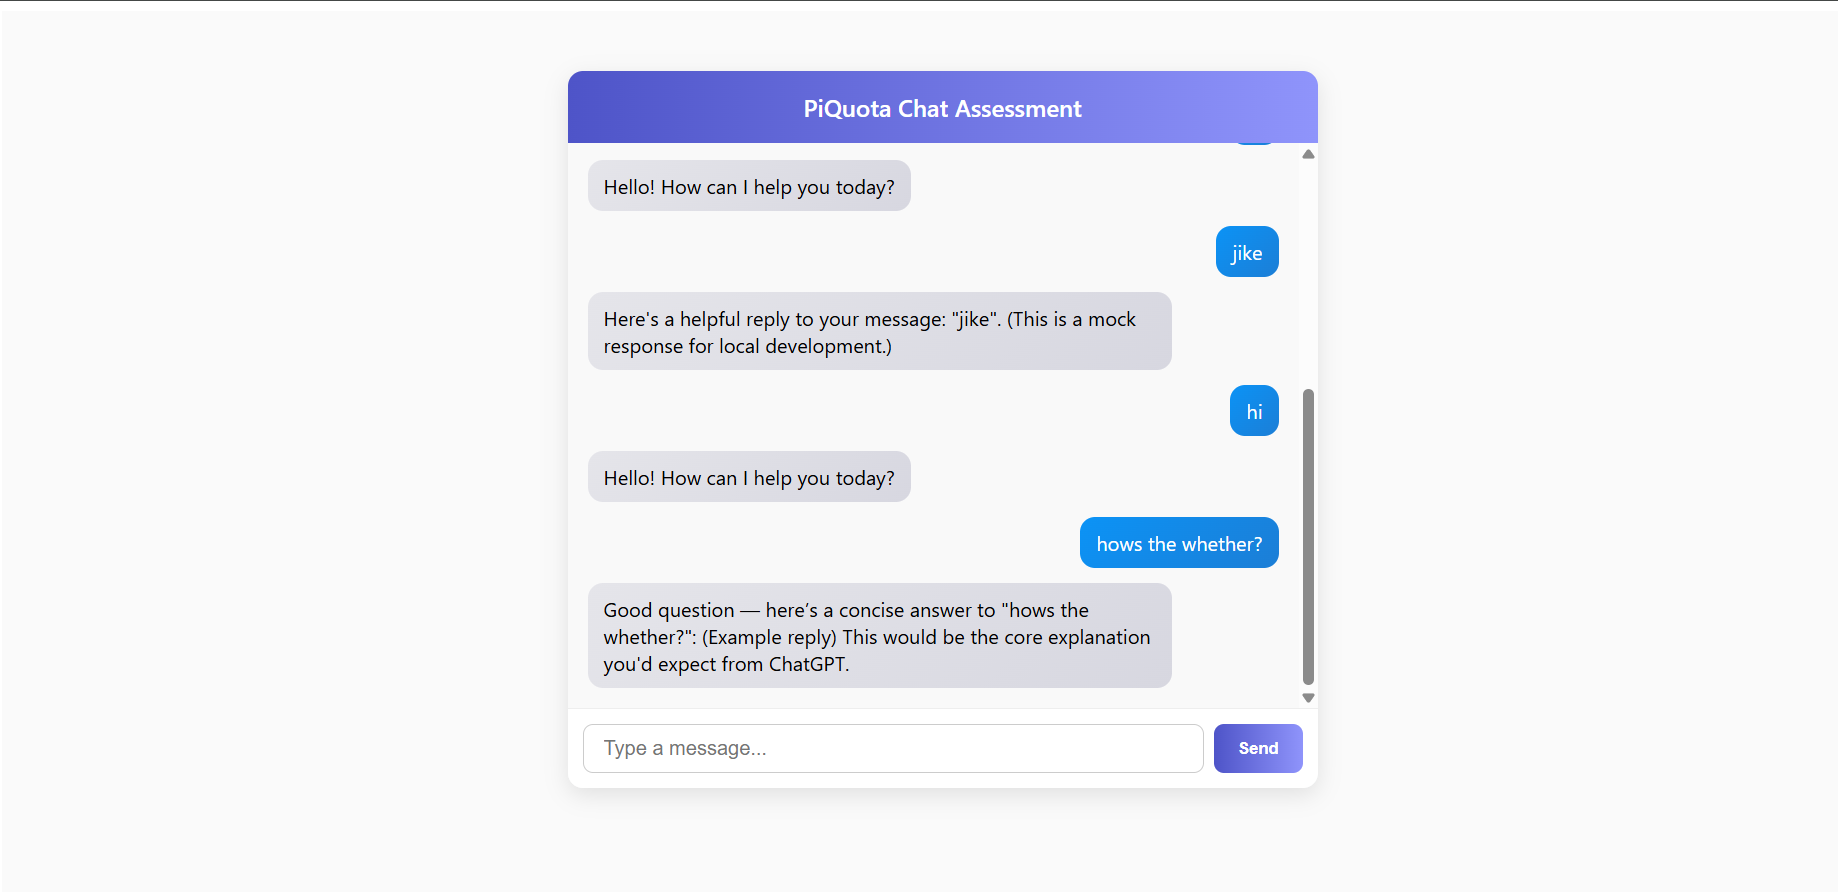 PiQuota Chat Assessment
Hello! How can I help you today?
jike
Here's a helpful reply to your message: "jike". (This is a mock
response for local development.)
hi
Hello! How can I help you today?
hows the whether?
Good question — here’s a concise answer to "hows the
whether?": (Example reply) This would be the core explanation
you'd expect from ChatGPT.
Type a message...
Send